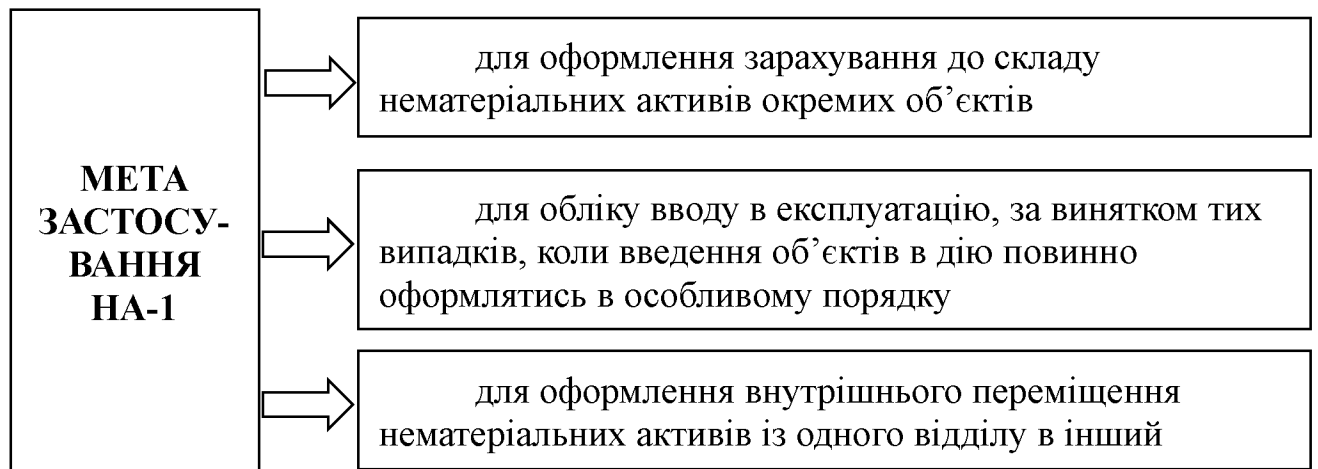 МЕТА
ЗАСТОСУ-
ВАННЯ
НА-1
для оформлення зарахування до складу
нематеріальних активів окремих об’єктів
для обліку вводу в експлуатацію, за винятком тих
випадків, коли введення об’єктів в дію повинно
оформлятись в особливому порядку
для оформлення внутрішнього переміщення
нематеріальних активів із одного відділу в інший